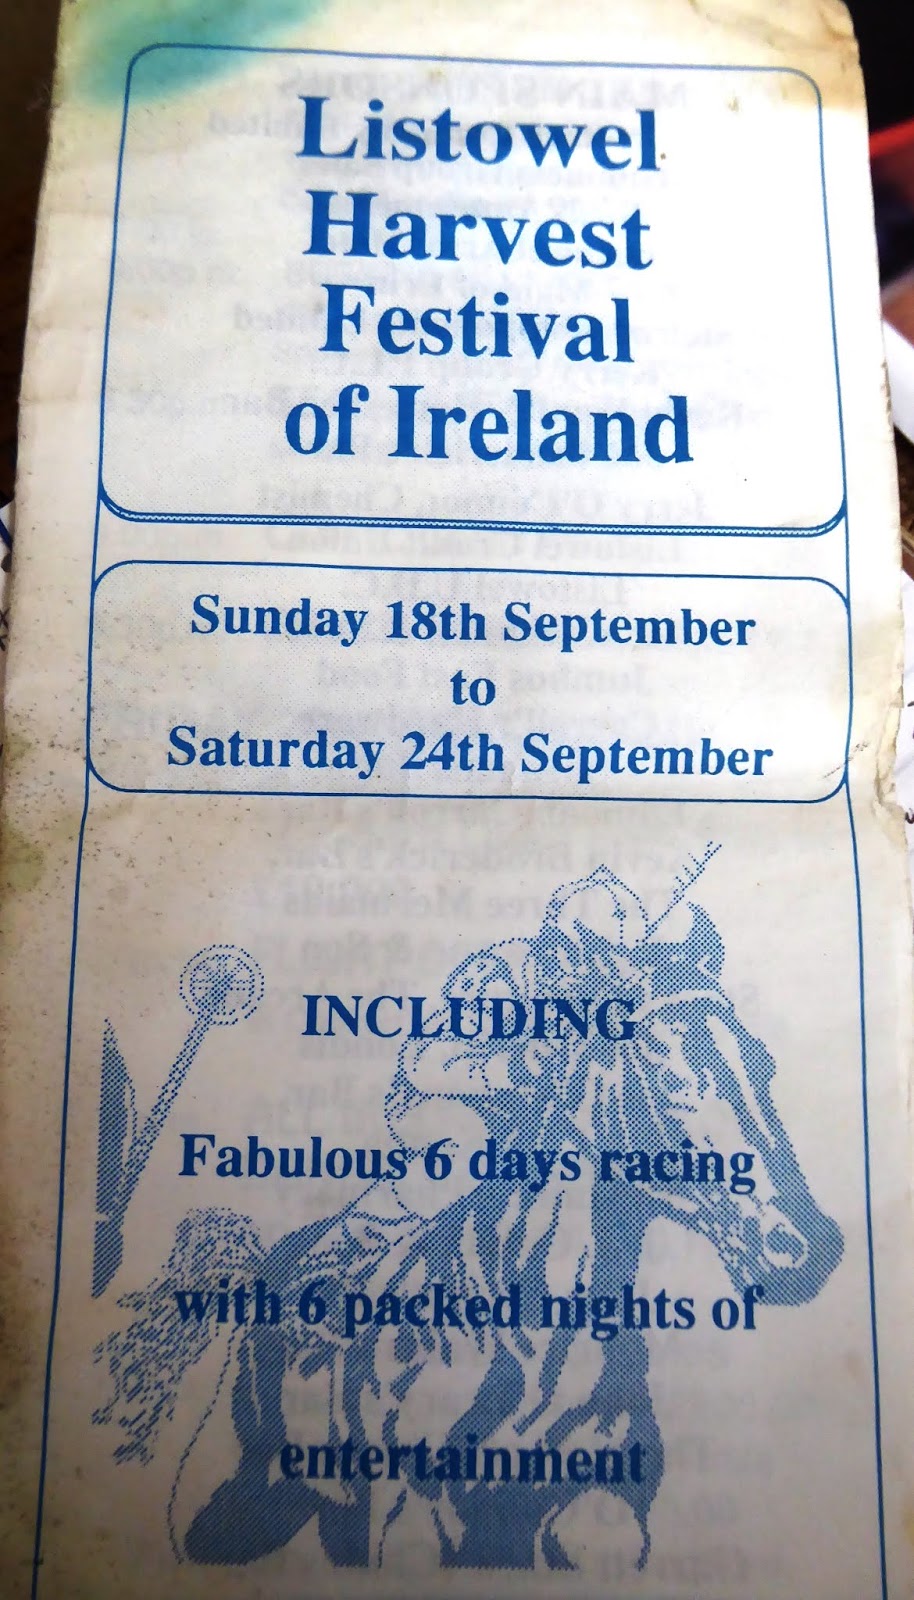 Listowel
Harvest
Festival
of Ireland
Sunday 18th September
to
Saturday 24th September
INCLUDING
Fabulous 6 days racing
with 6 packed nights of
entertainment